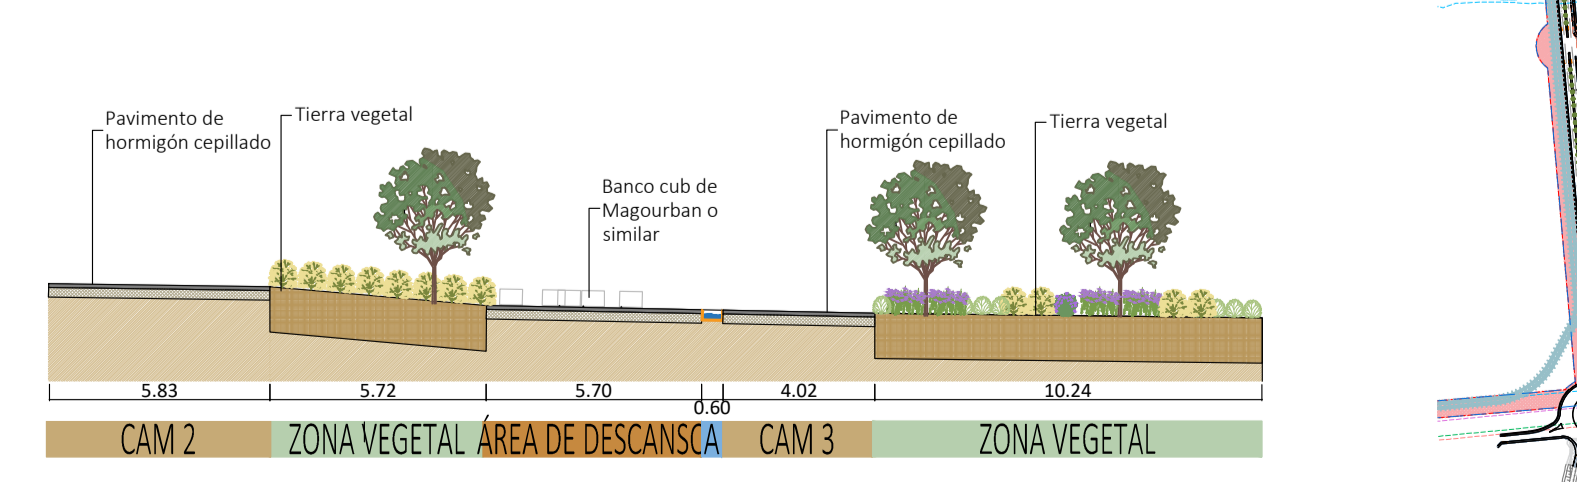 Pavimento de
hormigón cepillado
Tierra vegetal
Banco cub de
Magourban o
similar
Pavimento de
hormigón cepillado
Tierra vegetal
5.83
5.72
5.70
0.60
4.02
10.24
CAM 2
ZONA VEGETAL
ÁREA DE DESCANSO
A
CAM 3
ZONA VEGETAL